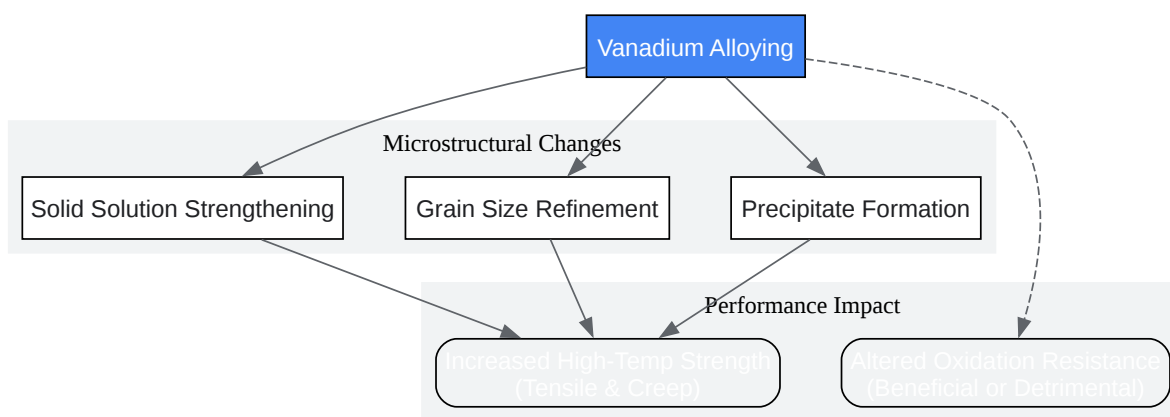 Vanadium Alloying
Microstructural Changes
Solid Solution Strengthening
Grain Size Refinement
Precipitate Formation
Performance Impact
Increased High-Temp Strength
(Tensile & Creep)
Altered Oxidation Resistance
(Beneficial or Detrimental)